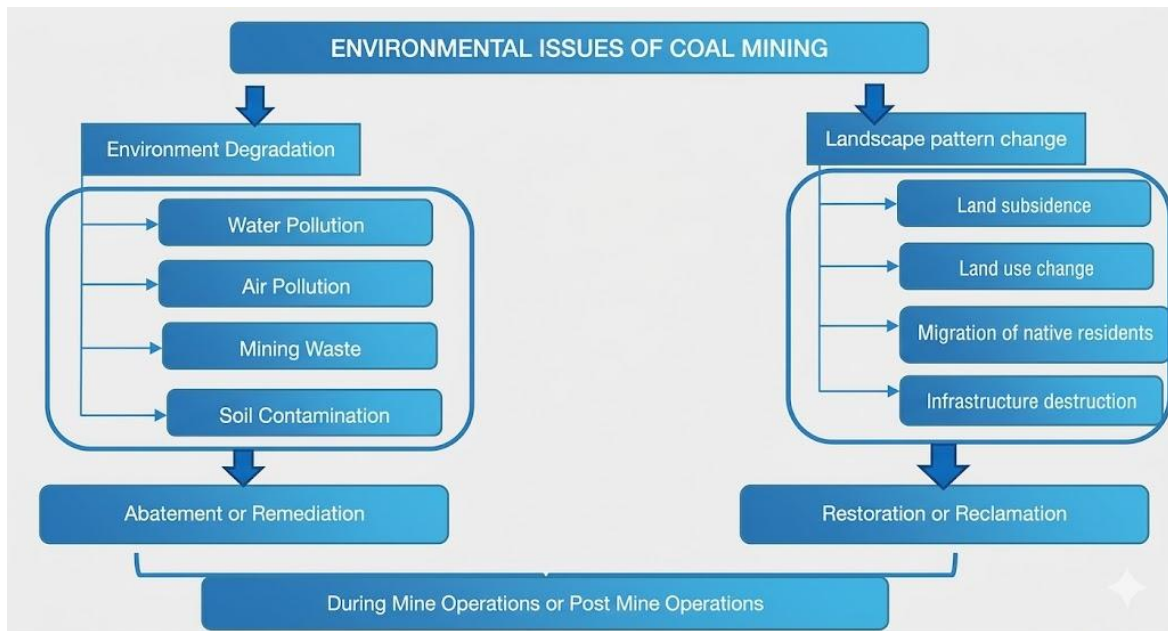 ENVIRONMENTAL ISSUES OF COAL MINING
Environment Degradation
Water Pollution
Air Pollution
Mining Waste
Soil Contamination
Abatement or Remediation
Landscape pattern change
Land subsidence
Land use change
Migration of native residents
Infrastructure destruction
Restoration or Reclamation
During Mine Operations or Post Mine Operations